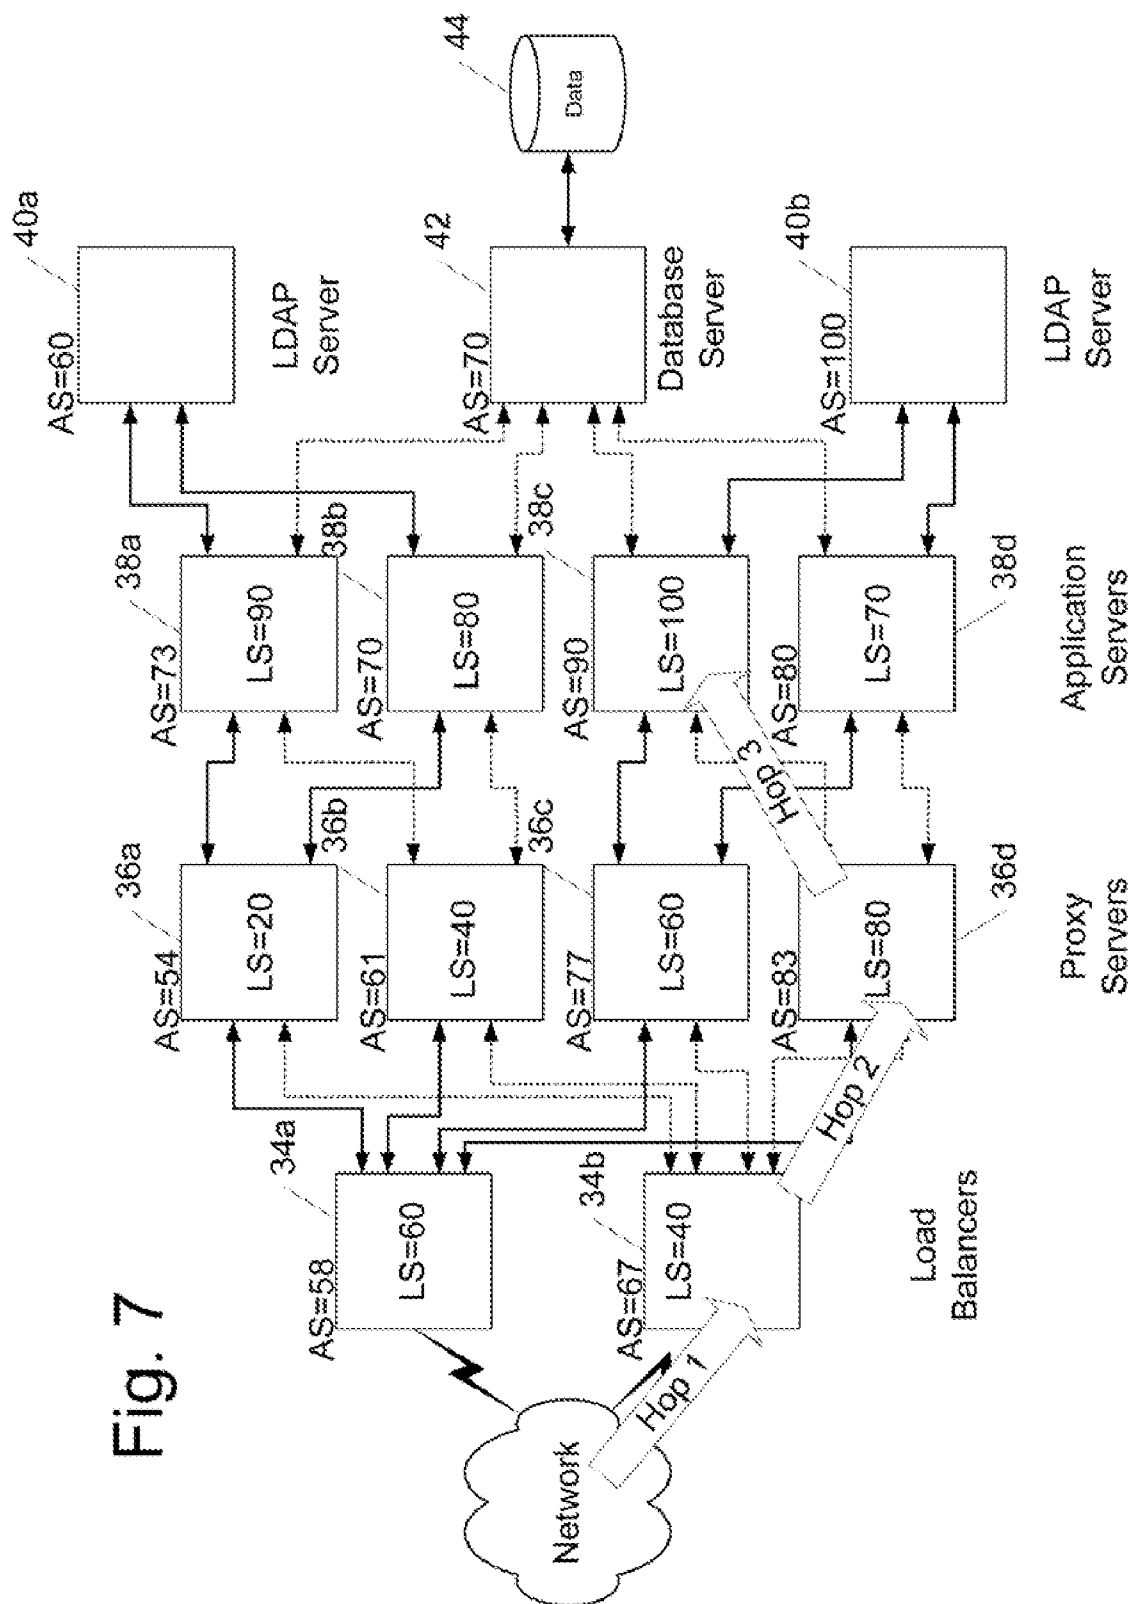 Fig. 7
Network
Hop 1
AS=58
34a
LS=60
AS=67
34b
LS=40
Load
Balancers
Hop 2
AS=54
36a
LS=20
AS=61
36b
LS=40
AS=77
36c
LS=60
AS=83
36d
LS=80
Proxy
Servers
Hop 3
AS=73
38a
LS=90
AS=70
38b
LS=80
AS=90
38c
LS=100
AS=80
38d
LS=70
Application
Servers
AS=60
40a
LDAP
Server
AS=70
42
Database
Server
AS=100
40b
LDAP
Server
44
Data